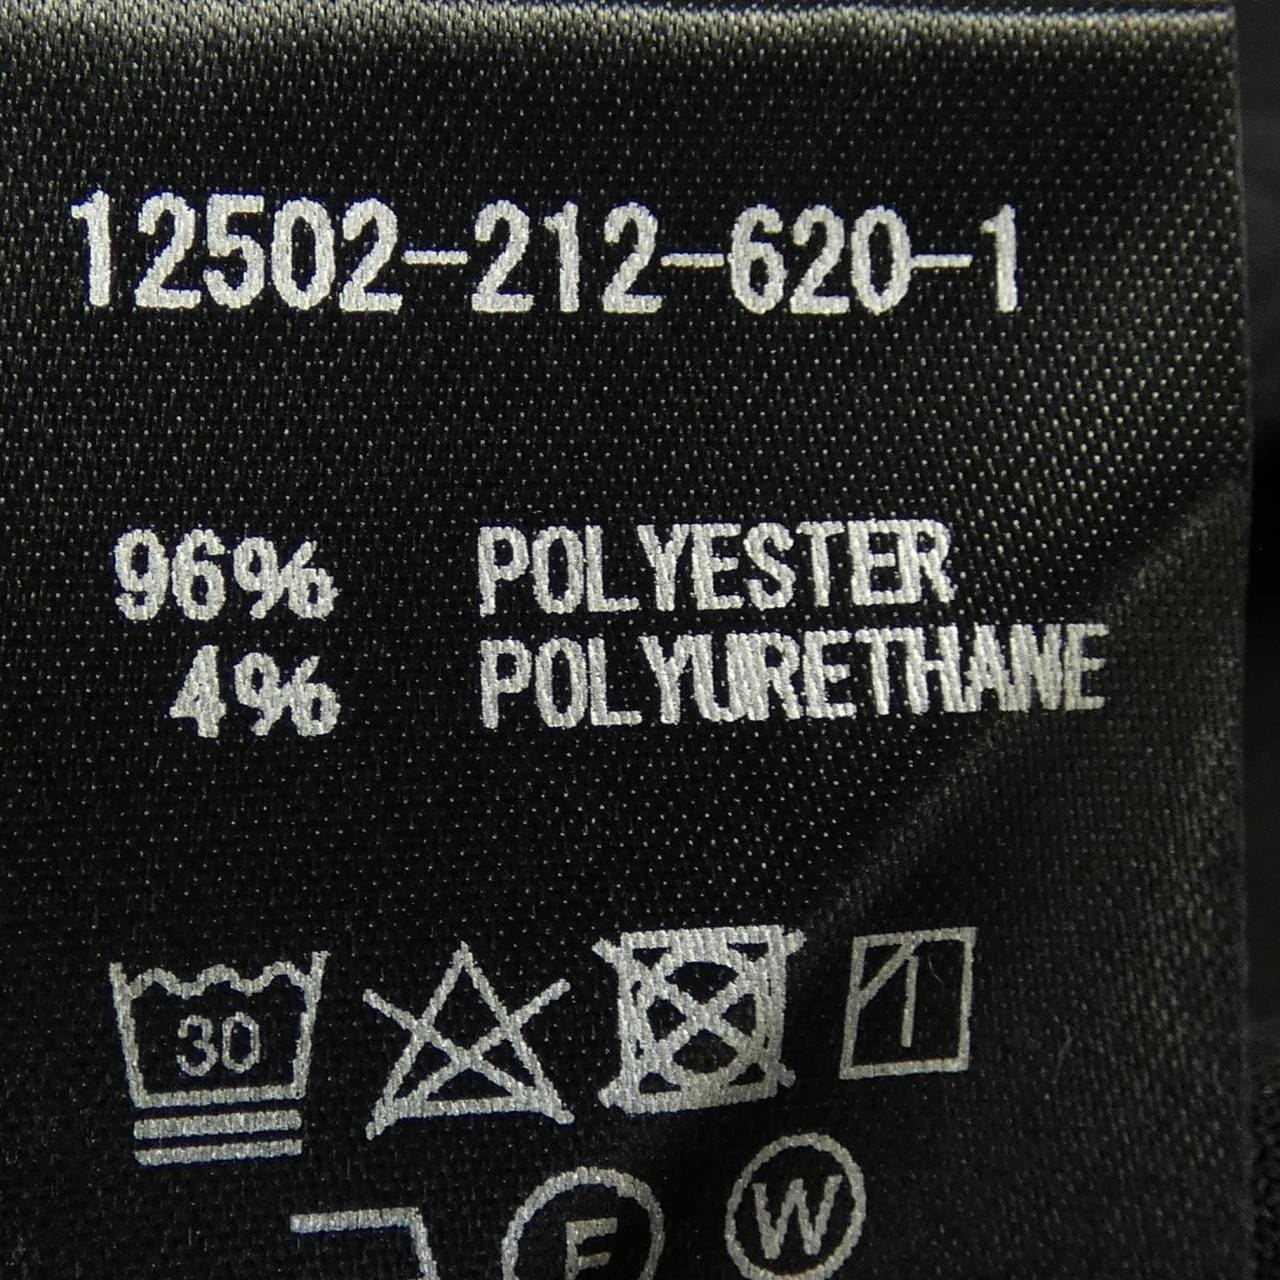 12502-212-620-1
96% POLYESTER
4% POLYURETHANE
30
F W